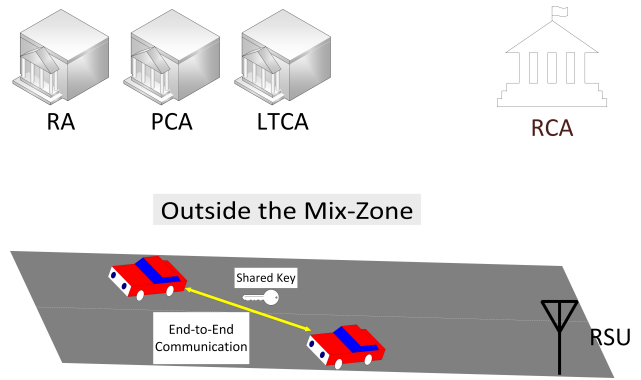 RA
PCA
LTCA
RCA
Outside the Mix-Zone
Shared Key
End-to-End
Communication
RSU